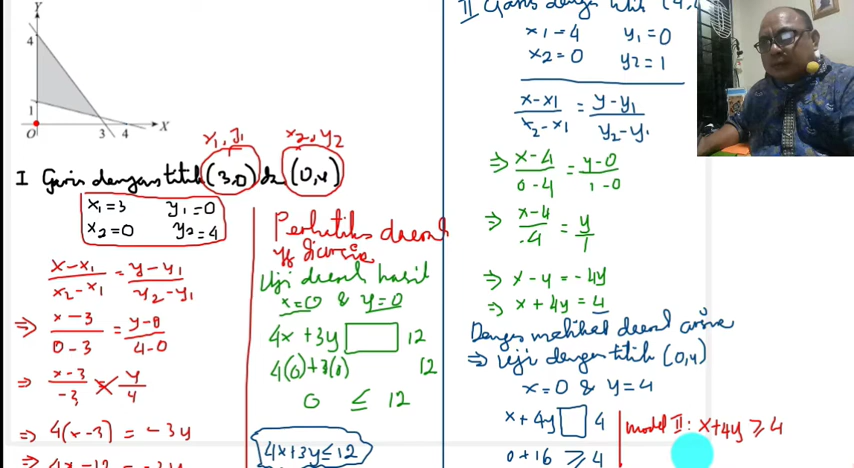 Y
4
1
O
3
4
X
x1, y1
x2, y2
I Garis dengan titik (3,0) & (0,4)
x1 = 3 y1 = 0
x2 = 0 y2 = 4
x-x1/x2-x1 = y-y1/y2-y1
⇒ x-3/0-3 = y-0/4-0
⇒ x-3/-3 = y/4
⇒ 4(x-3) = -3y
⇒ 4x-12 = -3y
Perhatikan daerah
yg diarsir
Uji daerah hasil
x=0 & y=0
4x + 3y □ 12
4(0)+3(0) 12
0 ≤ 12
4x+3y ≤ 12
II Garis dengan titik (4,
x1 = 4 y1 = 0
x2 = 0 y2 = 1
x-x1/x2-x1 = y-y1/y2-y1
⇒ x-4/0-4 = y-0/1-0
⇒ x-4/-4 = y/1
⇒ x-4 = -4y
⇒ x+4y = 4
Dengan melihat daerah arsiran
⇒ Uji dengan titik (0,4)
x=0 & y=4
x+4y □ 4
0+16 ≥ 4
model II: x+4y ≥ 4